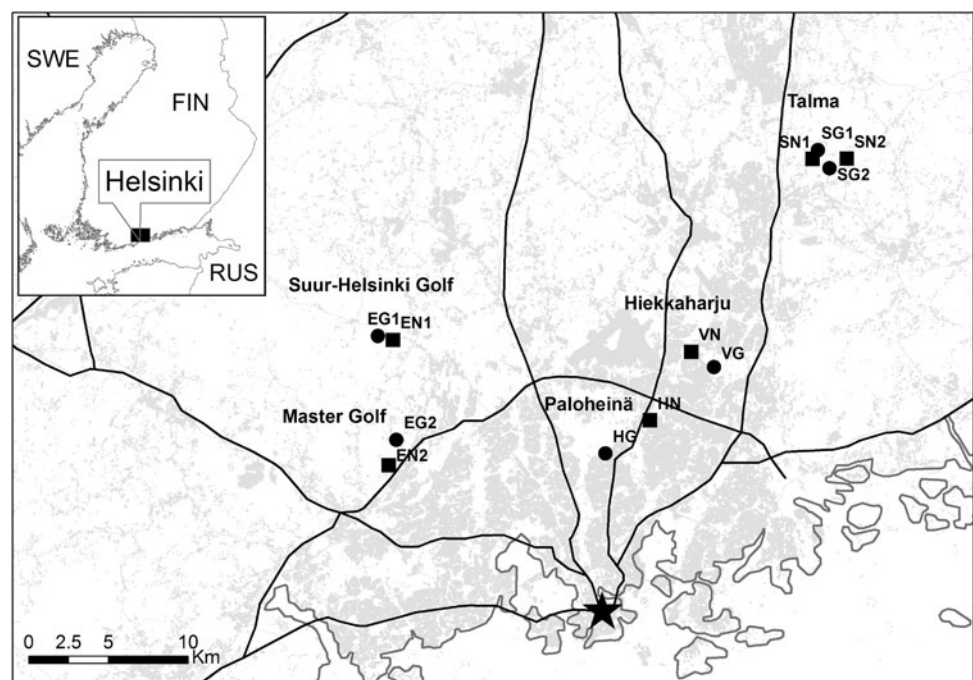 SWE
FIN
Helsinki
RUS
Talma
SG1
SN1
SN2
SG2
Suur-Helsinki Golf
EG1
EN1
Hiekkaharju
VN
VG
Master Golf
EG2
EN2
Paloheinä
HN
HG
0 2.5 5 10
Km